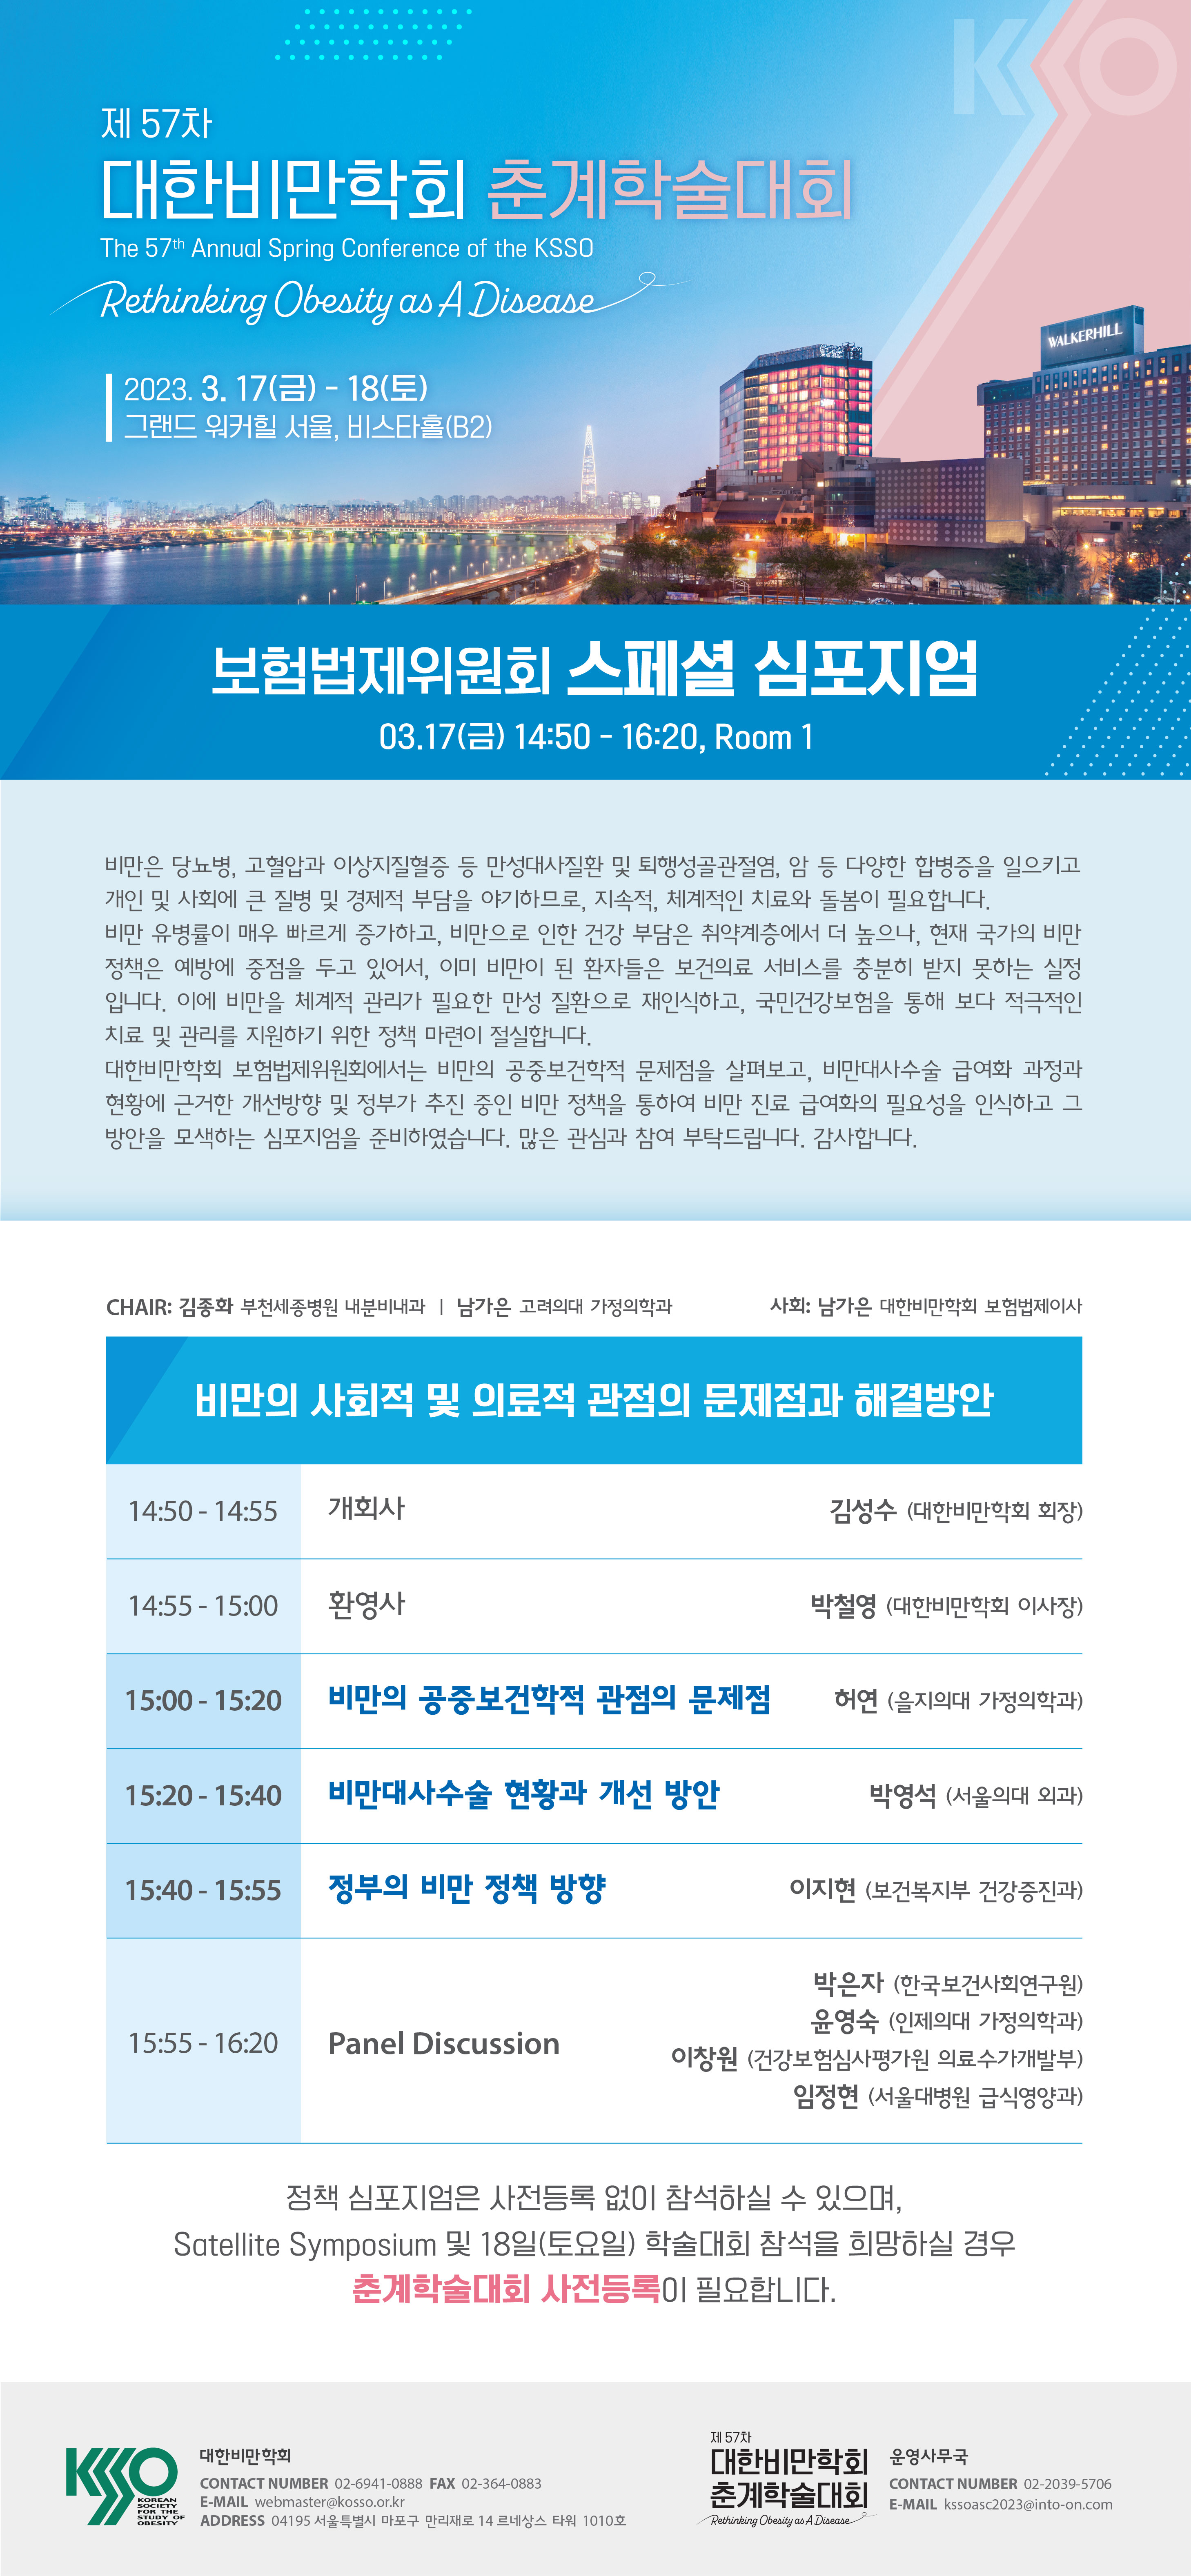 KSSO
제 57차
대한비만학회 춘계학술대회
The 57th Annual Spring Conference of the KSSO
Rethinking Obesity as A Disease
2023. 3. 17(금) - 18(토)
그랜드 워커힐 서울, 비스타홀(B2)
WALKERHILL
보험법제위원회 스페셜 심포지엄
03.17(금) 14:50 - 16:20, Room 1
비만은 당뇨병, 고혈압과 이상지질혈증 등 만성대사질환 및 퇴행성골관절염, 암 등 다양한 합병증을 일으키고
개인 및 사회에 큰 질병 및 경제적 부담을 야기하므로, 지속적, 체계적인 치료와 돌봄이 필요합니다.
비만 유병률이 매우 빠르게 증가하고, 비만으로 인한 건강 부담은 취약계층에서 더 높으나, 현재 국가의 비만
정책은 예방에 중점을 두고 있어서, 이미 비만이 된 환자들은 보건의료 서비스를 충분히 받지 못하는 실정
입니다. 이에 비만을 체계적 관리가 필요한 만성 질환으로 재인식하고, 국민건강보험을 통해 보다 적극적인
치료 및 관리를 지원하기 위한 정책 마련이 절실합니다.
대한비만학회 보험법제위원회에서는 비만의 공중보건학적 문제점을 살펴보고, 비만대사수술 급여화 과정과
현황에 근거한 개선방향 및 정부가 추진 중인 비만 정책을 통하여 비만 진료 급여화의 필요성을 인식하고 그
방안을 모색하는 심포지엄을 준비하였습니다. 많은 관심과 참여 부탁드립니다. 감사합니다.
CHAIR: 김종화 부천세종병원 내분비내과 | 남가은 고려의대 가정의학과 사회: 남가은 대한비만학회 보험법제이사
비만의 사회적 및 의료적 관점의 문제점과 해결방안
14:50 - 14:55 개회사 김성수 (대한비만학회 회장)
14:55 - 15:00 환영사 박철영 (대한비만학회 이사장)
15:00 - 15:20 비만의 공중보건학적 관점의 문제점 허연 (을지의대 가정의학과)
15:20 - 15:40 비만대사수술 현황과 개선 방안 박영석 (서울의대 외과)
15:40 - 15:55 정부의 비만 정책 방향 이지현 (보건복지부 건강증진과)
15:55 - 16:20 Panel Discussion
박은자 (한국보건사회연구원)
윤영숙 (인제의대 가정의학과)
이창원 (건강보험심사평가원 의료수가개발부)
임정현 (서울대병원 급식영양과)
정책 심포지엄은 사전등록 없이 참석하실 수 있으며,
Satellite Symposium 및 18일(토요일) 학술대회 참석을 희망하실 경우
춘계학술대회 사전등록이 필요합니다.
KSSO
KOREAN
SOCIETY
FOR THE
STUDY OF
OBESITY
대한비만학회
CONTACT NUMBER 02-6941-0888 FAX 02-364-0883
E-MAIL webmaster@kosso.or.kr
ADDRESS 04195 서울특별시 마포구 만리재로 14 르네상스 타워 1010호
제 57차
대한비만학회
춘계학술대회
Rethinking Obesity as A Disease
운영사무국
CONTACT NUMBER 02-2039-5706
E-MAIL kssoasc2023@into-on.com